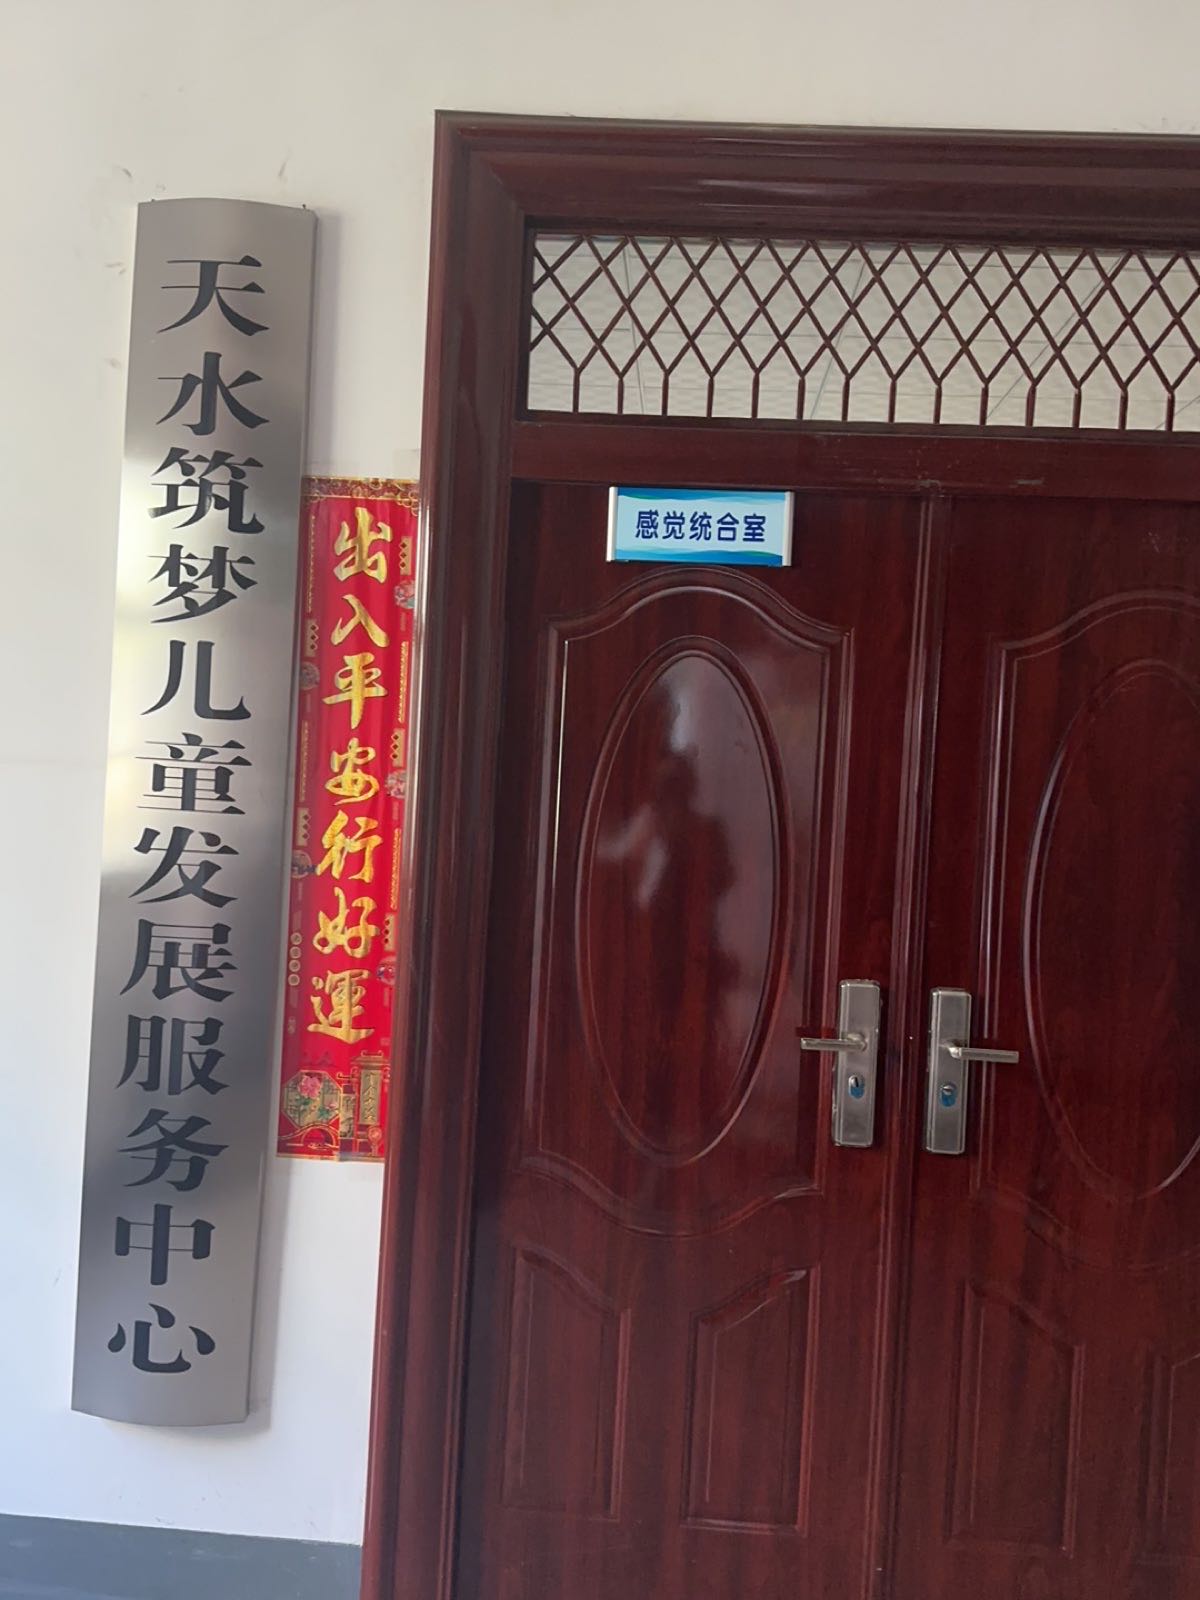 天水筑梦儿童发展服务中心
出入平安行好運
感觉统合室